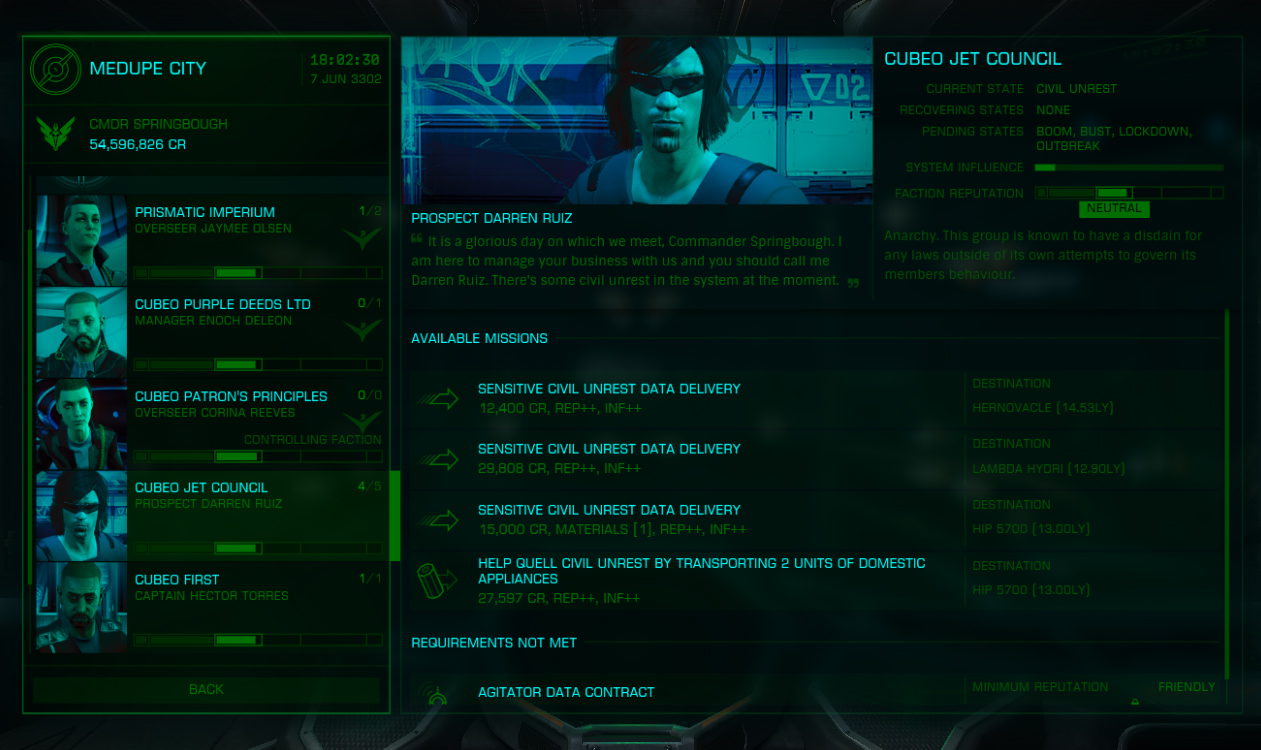 MEDUPE CITY
18:02:30
7 JUN 3302
CMDR SPRINGBOUGH
54,596,826 CR
PRISMATIC IMPERIUM 1/2
OVERSEER JAYMEE OLSEN
CUBEO PURPLE DEEDS LTD 0/1
MANAGER ENOCH DELEON
CUBEO PATRON'S PRINCIPLES 0/0
OVERSEER CORINA REEVES
CONTROLLING FACTION
CUBEO JET COUNCIL 4/5
PROSPECT DARREN RUIZ
CUBEO FIRST 1/1
CAPTAIN HECTOR TORRES
BACK
02
PROSPECT DARREN RUIZ
“ It is a glorious day on which we meet, Commander Springbough. I
am here to manage your business with us and you should call me
Darren Ruiz. There's some civil unrest in the system at the moment. ”
CUBEO JET COUNCIL
CURRENT STATE CIVIL UNREST
RECOVERING STATES NONE
PENDING STATES BOOM, BUST, LOCKDOWN,
OUTBREAK
SYSTEM INFLUENCE
FACTION REPUTATION
NEUTRAL
Anarchy. This group is known to have a disdain for
any laws outside of its own attempts to govern its
members behaviour.
AVAILABLE MISSIONS
SENSITIVE CIVIL UNREST DATA DELIVERY
12,400 CR, REP++, INF++
DESTINATION
HERNOVACLE (14.53LY)
SENSITIVE CIVIL UNREST DATA DELIVERY
29,808 CR, REP++, INF++
DESTINATION
LAMBDA HYDRI (12.90LY)
SENSITIVE CIVIL UNREST DATA DELIVERY
15,000 CR, MATERIALS [1], REP++, INF++
DESTINATION
HIP 5700 (13.00LY)
HELP QUELL CIVIL UNREST BY TRANSPORTING 2 UNITS OF DOMESTIC
APPLIANCES
27,597 CR, REP++, INF++
DESTINATION
HIP 5700 (13.00LY)
REQUIREMENTS NOT MET
AGITATOR DATA CONTRACT
MINIMUM REPUTATION FRIENDLY